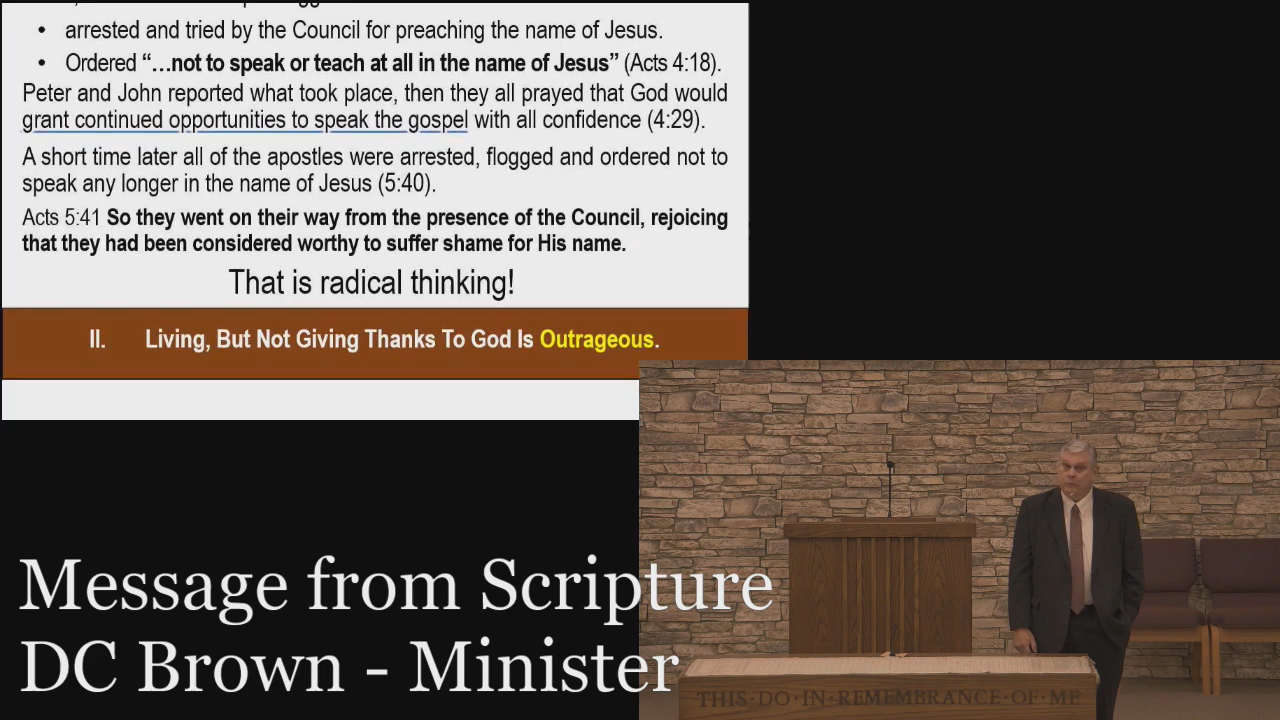 • arrested and tried by the Council for preaching the name of Jesus.
• Ordered “…not to speak or teach at all in the name of Jesus” (Acts 4:18).
Peter and John reported what took place, then they all prayed that God would
grant continued opportunities to speak the gospel with all confidence (4:29).
A short time later all of the apostles were arrested, flogged and ordered not to
speak any longer in the name of Jesus (5:40).
Acts 5:41 So they went on their way from the presence of the Council, rejoicing
that they had been considered worthy to suffer shame for His name.
That is radical thinking!
II. Living, But Not Giving Thanks To God Is Outrageous.
Message from Scripture
DC Brown - Minister
THIS·DO·IN·REMEMBRANCE·OF·ME